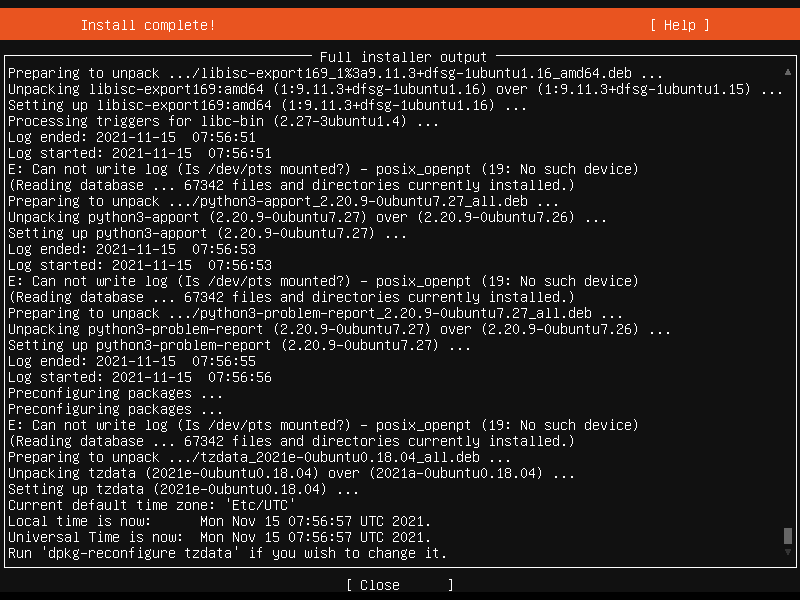 Install complete!
[ Help ]
Full installer output
Preparing to unpack .../libisc-export169_1%3a9.11.3+dfsg-1ubuntu1.16_amd64.deb ...
Unpacking libisc-export169:amd64 (1:9.11.3+dfsg-1ubuntu1.16) over (1:9.11.3+dfsg-1ubuntu1.15) ...
Setting up libisc-export169:amd64 (1:9.11.3+dfsg-1ubuntu1.16) ...
Processing triggers for libc-bin (2.27-3ubuntu1.4) ...
Log ended: 2021-11-15  07:56:51
Log started: 2021-11-15  07:56:51
E: Can not write log (Is /dev/pts mounted?) - posix_openpt (19: No such device)
(Reading database ... 67342 files and directories currently installed.)
Preparing to unpack .../python3-apport_2.20.9-0ubuntu7.27_all.deb ...
Unpacking python3-apport (2.20.9-0ubuntu7.27) over (2.20.9-0ubuntu7.26) ...
Setting up python3-apport (2.20.9-0ubuntu7.27) ...
Log ended: 2021-11-15  07:56:53
Log started: 2021-11-15  07:56:53
E: Can not write log (Is /dev/pts mounted?) - posix_openpt (19: No such device)
(Reading database ... 67342 files and directories currently installed.)
Preparing to unpack .../python3-problem-report_2.20.9-0ubuntu7.27_all.deb ...
Unpacking python3-problem-report (2.20.9-0ubuntu7.27) over (2.20.9-0ubuntu7.26) ...
Setting up python3-problem-report (2.20.9-0ubuntu7.27) ...
Log ended: 2021-11-15  07:56:55
Log started: 2021-11-15  07:56:56
Preconfiguring packages ...
Preconfiguring packages ...
E: Can not write log (Is /dev/pts mounted?) - posix_openpt (19: No such device)
(Reading database ... 67342 files and directories currently installed.)
Preparing to unpack .../tzdata_2021e-0ubuntu0.18.04_all.deb ...
Unpacking tzdata (2021e-0ubuntu0.18.04) over (2021a-0ubuntu0.18.04) ...
Setting up tzdata (2021e-0ubuntu0.18.04) ...
Current default time zone: 'Etc/UTC'
Local time is now:      Mon Nov 15 07:56:57 UTC 2021.
Universal Time is now:  Mon Nov 15 07:56:57 UTC 2021.
Run 'dpkg-reconfigure tzdata' if you wish to change it.
[ Close      ]